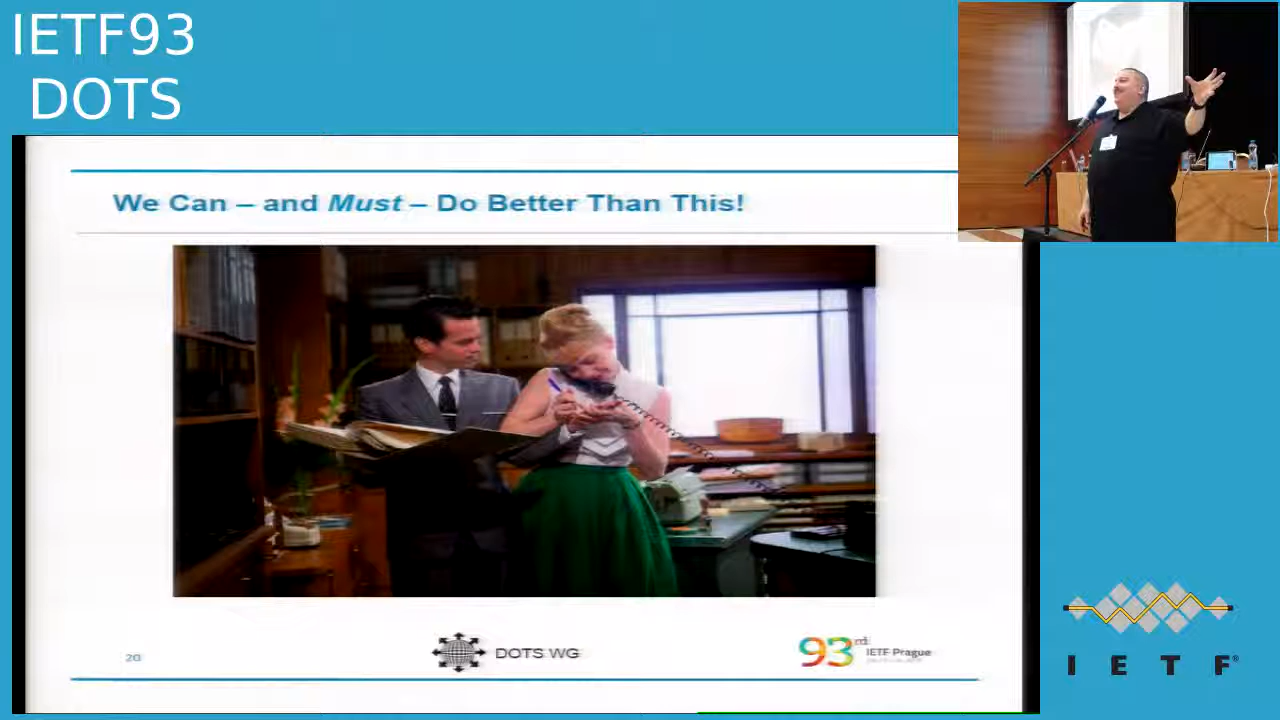 IETF93
DOTS
We Can – and Must – Do Better Than This!
20
DOTS WG
93rd
IETF Prague
I E T F®